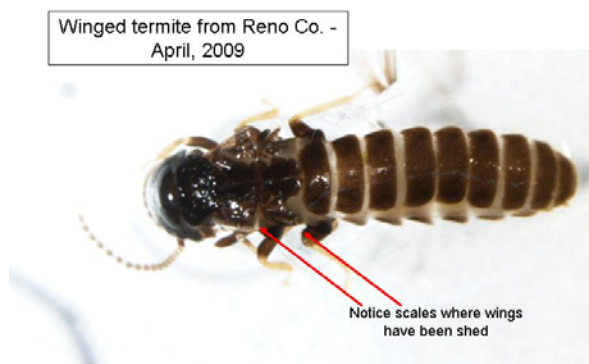 Winged termite from Reno Co. -
April, 2009
Notice scales where wings
have been shed